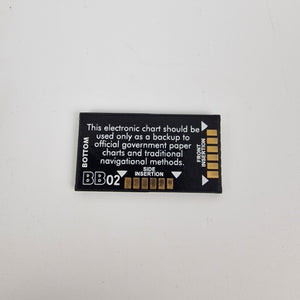 This electronic chart should be
used only as a backup to
official government paper
charts and traditional
navigational methods.
BOTTOM
FRONT
INSERTION
BB02
SIDE
INSERTION